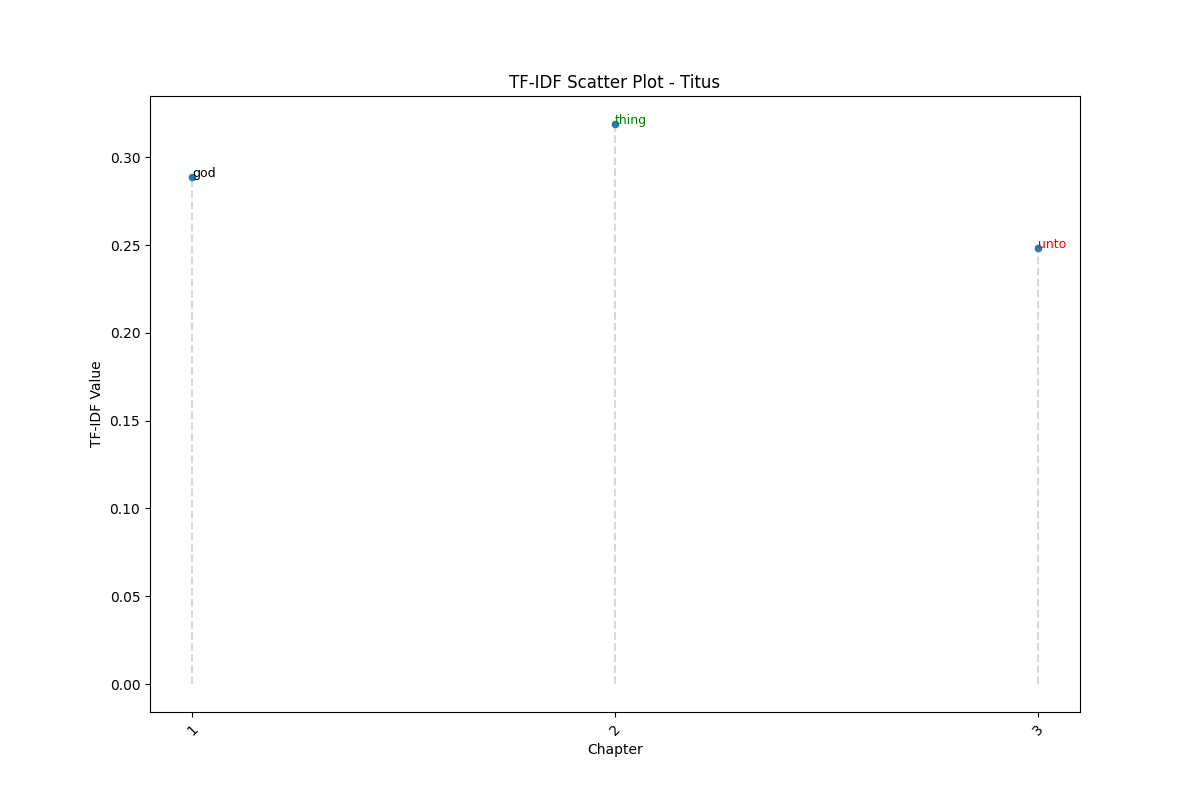 TF-IDF Scatter Plot - Titus
thing
god
unto
0.30
0.25
0.20
0.15
0.10
0.05
0.00
TF-IDF Value
1
2
3
Chapter